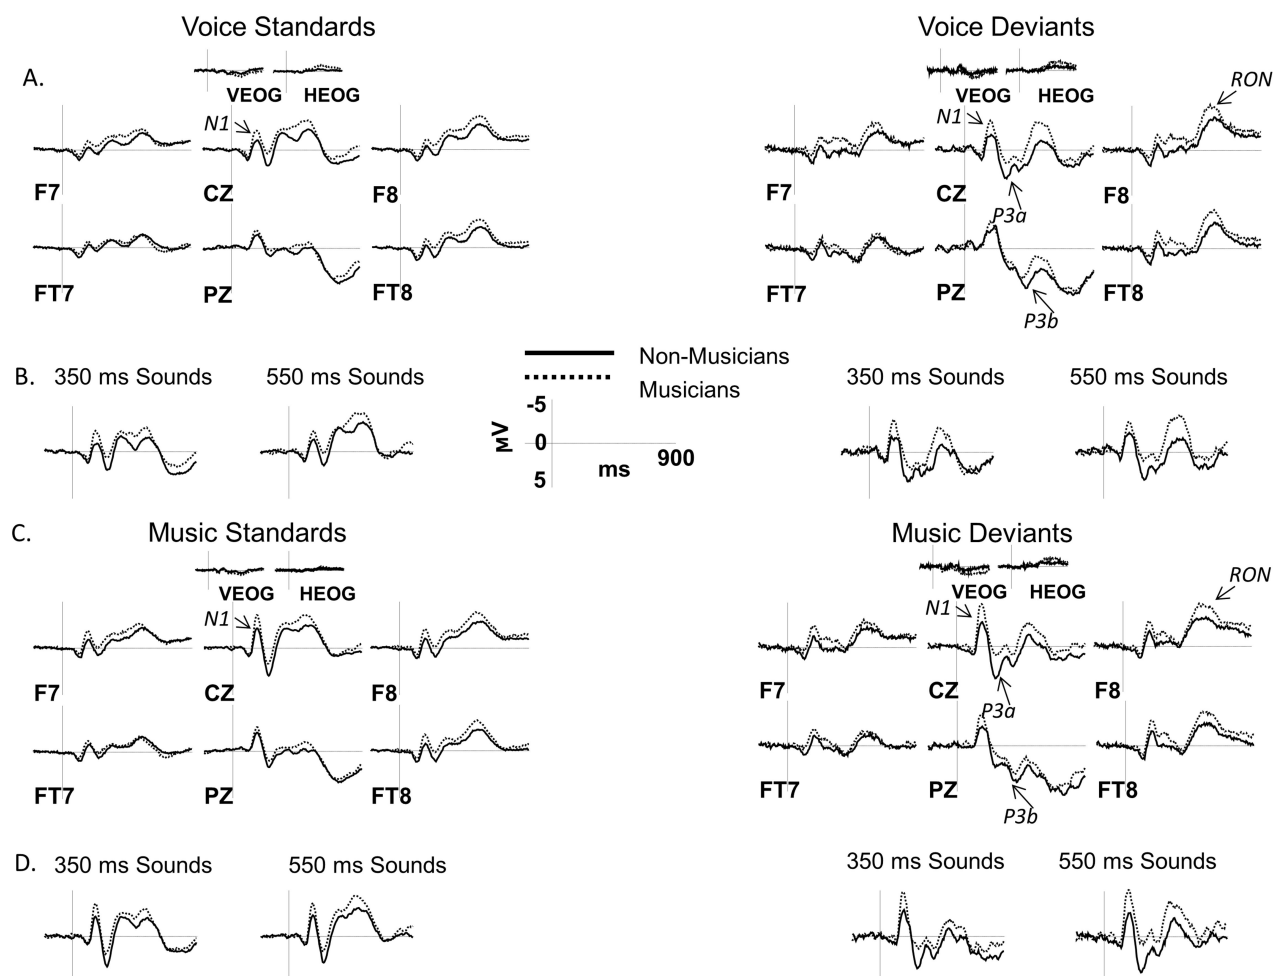 Voice Standards
Voice Deviants
A.
VEOG HEOG
VEOG HEOG
RON
N1
N1
F7 CZ F8
F7 CZ F8
P3a
FT7 PZ FT8
FT7 PZ FT8
P3b
B. 350 ms Sounds 550 ms Sounds
Non-Musicians
Musicians
350 ms Sounds 550 ms Sounds
-5
MV 0
ms 900
5
C. Music Standards
Music Deviants
VEOG HEOG
VEOG HEOG
RON
N1
N1
F7 CZ F8
F7 CZ F8
P3a
FT7 PZ FT8
FT7 PZ FT8
P3b
D. 350 ms Sounds 550 ms Sounds
350 ms Sounds 550 ms Sounds